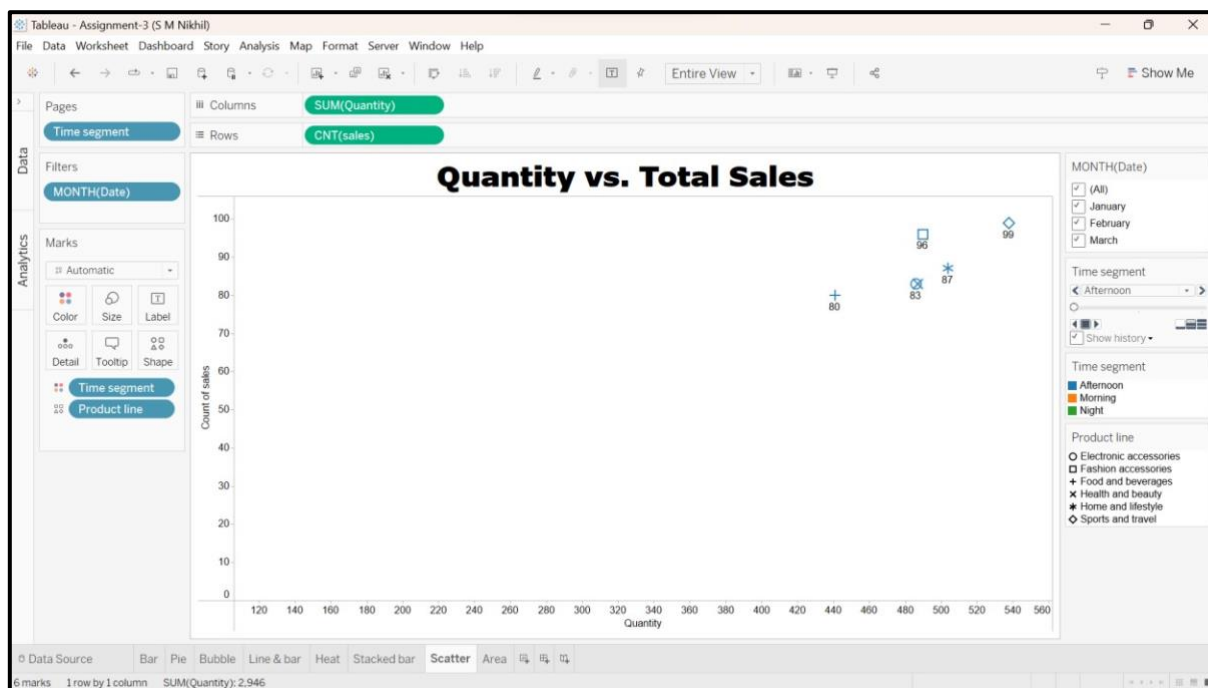 Tableau - Assignment-3 (S M Nikhil)
File Data Worksheet Dashboard Story Analysis Map Format Server Window Help
Entire View
Show Me
Pages
Time segment
Columns
SUM(Quantity)
Rows
CNT(sales)
Data
Analytics
Filters
MONTH(Date)
Marks
Automatic
Color Size Label
Detail Tooltip Shape
Time segment
Product line
Quantity vs. Total Sales
Count of sales
100
90
80
70
60
50
40
30
20
10
0
99
96
87
83
80
120 140 160 180 200 220 240 260 280 300 320 340 360 380 400 420 440 460 480 500 520 540 560
Quantity
MONTH(Date)
(All)
January
February
March
Time segment
Afternoon
Show history
Time segment
Afternoon
Morning
Night
Product line
Electronic accessories
Fashion accessories
Food and beverages
Health and beauty
Home and lifestyle
Sports and travel
Data Source Bar Pie Bubble Line & bar Heat Stacked bar Scatter Area
6 marks 1 row by 1 column SUM(Quantity): 2,946